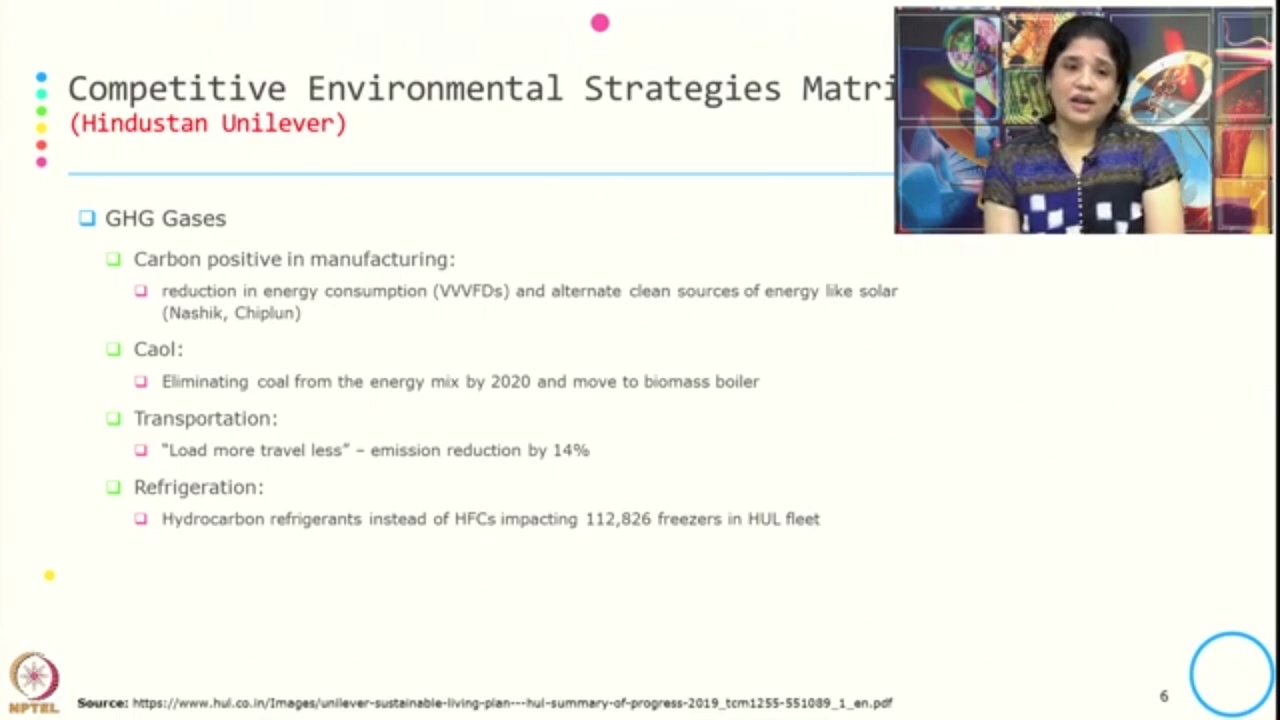 Competitive Environmental Strategies Matri
(Hindustan Unilever)
GHG Gases
Carbon positive in manufacturing:
reduction in energy consumption (VVVFDs) and alternate clean sources of energy like solar
(Nashik, Chiplun)
Caol:
Eliminating coal from the energy mix by 2020 and move to biomass boiler
Transportation:
“Load more travel less” – emission reduction by 14%
Refrigeration:
Hydrocarbon refrigerants instead of HFCs impacting 112,826 freezers in HUL fleet
NPTEL
Source: https://www.hul.co.in/Images/unilever-sustainable-living-plan---hul-summary-of-progress-2019_tcm1255-551089_1_en.pdf
6